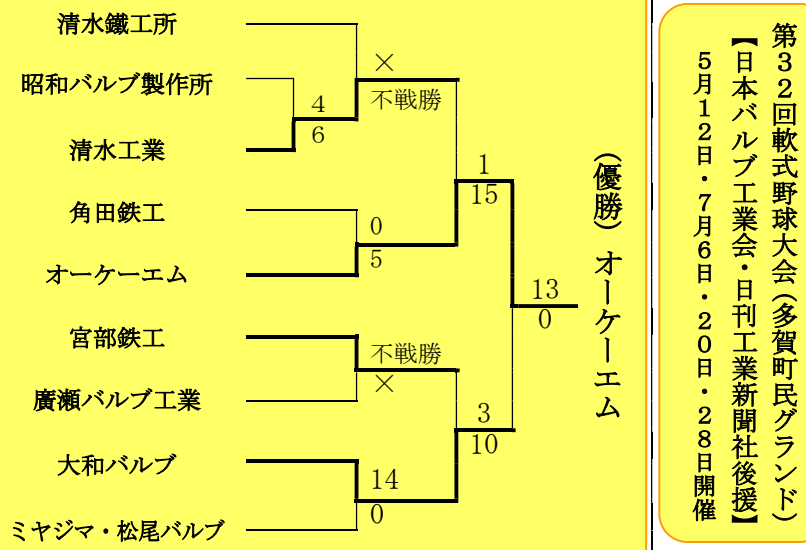 清水鐵工所
昭和バルブ製作所
清水工業
角田鉄工
オーケーエム
宮部鉄工
廣瀬バルブ工業
大和バルブ
ミヤジマ・松尾バルブ
×
不戦勝
4
6
0
5
不戦勝
×
14
0
1
15
3
10
13
0
（優勝）オーケーエム
第３２回軟式野球大会（多賀町民グランド）
【日本バルブ工業会・日刊工業新聞社後援】
５月１２日・７月６日・２０日・２８日開催